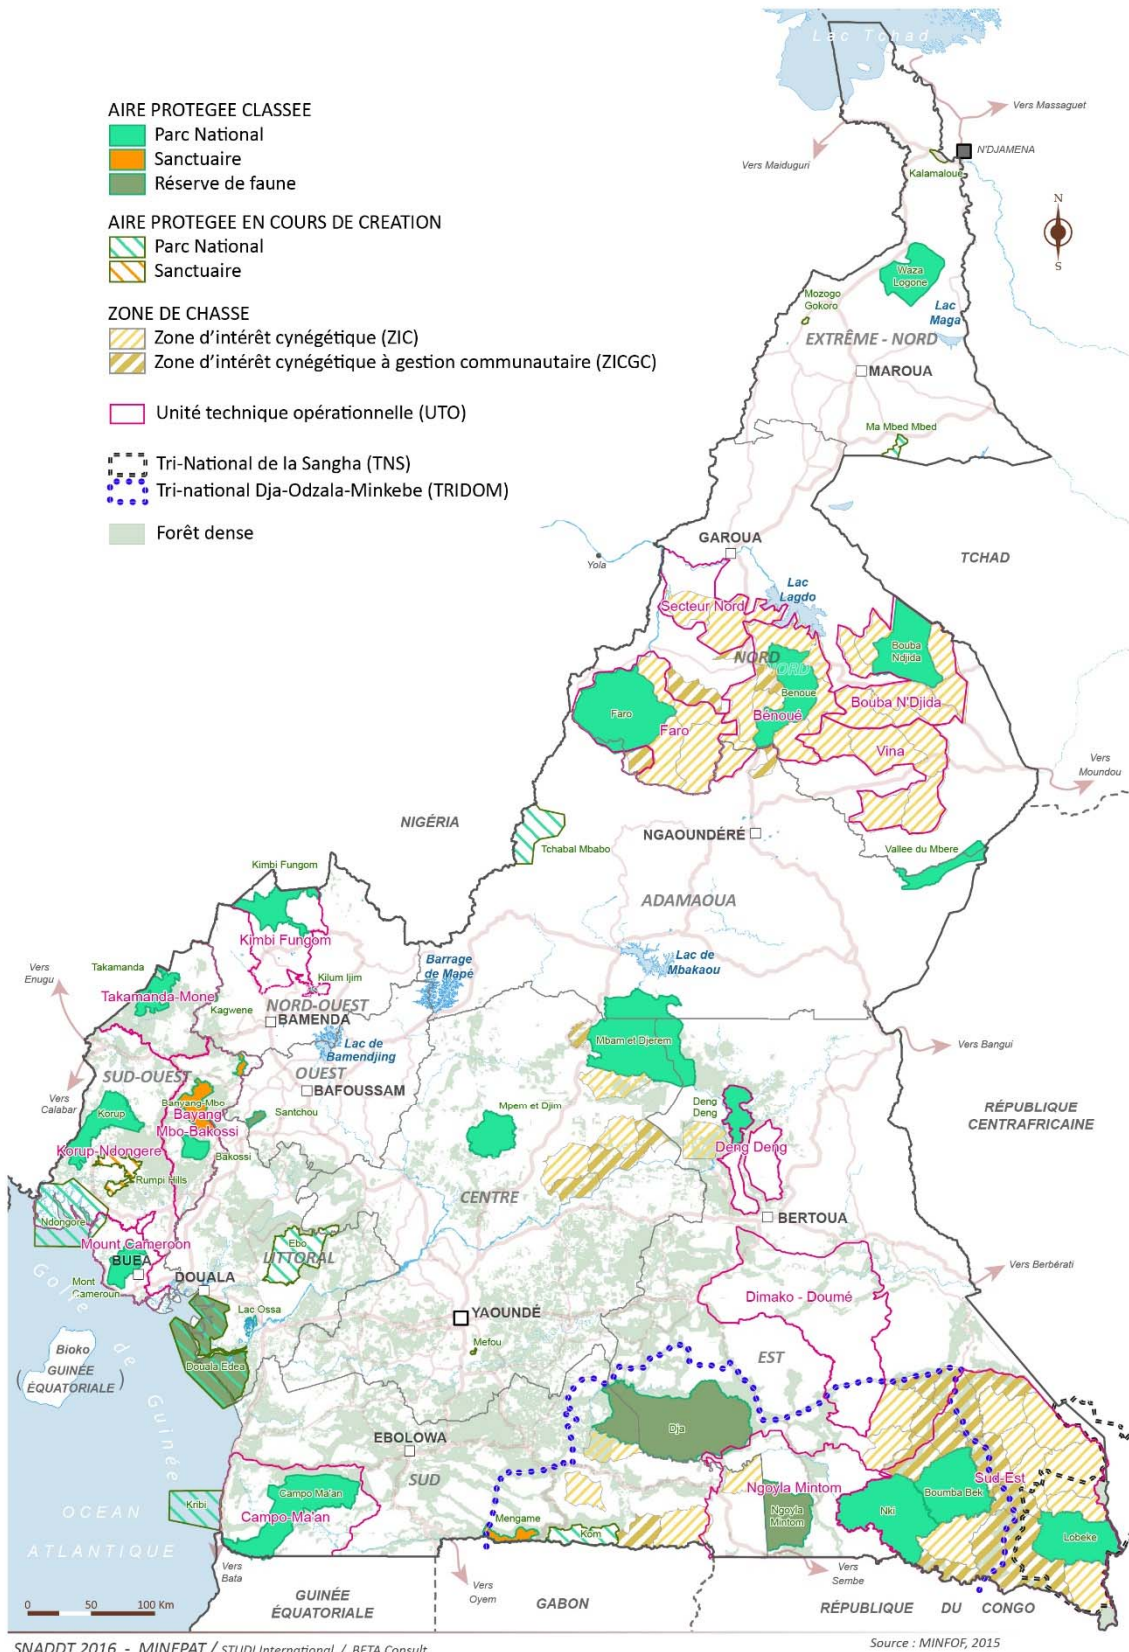 Lac Tchad
AIRE PROTEGEE CLASSEE
Parc National
Sanctuaire
Réserve de faune
AIRE PROTEGEE EN COURS DE CREATION
Parc National
Sanctuaire
ZONE DE CHASSE
Zone d'intérêt cynégétique (ZIC)
Zone d'intérêt cynégétique à gestion communautaire (ZICGC)
Unité technique opérationnelle (UTO)
Tri-National de la Sangha (TNS)
Tri-national Dja-Odzala-Minkebe (TRIDOM)
Forêt dense
Vers Massaguet
Vers Maiduguri
N'DJAMENA
Kalamaloue
N
S
Waza
Logone
Mozogo
Gokoro
Lac
Maga
EXTRÊME - NORD
MAROUA
Ma Mbed Mbed
GAROUA
Yola
TCHAD
Lac
Lagdo
Secteur Nord
Bouba
Ndjida
NORD
NORD
Benoue
Bénoué
Bouba N'Djida
Faro
Faro
Vina
Vers
Moundou
NIGÉRIA
NGAOUNDÉRÉ
Tchabal Mbabo
Vallee du Mbere
Kimbi Fungom
ADAMAOUA
Kimbi Fungom
Vers
Enugu
Takamanda
Takamanda-Mone
Kilum Ijim
Barrage
de Mapé
Lac de
Mbakaou
Kagwene
NORD-OUEST
BAMENDA
Lac de
Bamendjing
Mbam et Djerem
Vers Bangui
SUD-OUEST
OUEST
BAFOUSSAM
Vers
Calabar
Korup
Banyang-Mbo
Bayang
Mbo-Bakossi
Santchou
Mpem et Djim
Deng
Deng
Deng Deng
RÉPUBLIQUE
CENTRAFRICAINE
Korup-Ndongere
Bakossi
Rumpi Hills
CENTRE
BERTOUA
Ndongore
Mount Cameroon
BUEA
Ebo
LITTORAL
Mont
Cameroun
DOUALA
Lac Ossa
YAOUNDÉ
Mefou
Dimako - Doumé
Vers Berbérati
Golfe de Guinée
Bioko
( GUINÉE
ÉQUATORIALE )
Douala Edea
EST
Dja
EBOLOWA
SUD
Campo Ma'an
Campo-Ma'an
Kribi
OCEAN
ATLANTIQUE
Mengame
Kom
Ngoyla Mintom
Ngoyla
Mintom
Nki
Boumba Bek
Sud-Est
Lobeke
Vers
Bata
Vers
Oyem
Vers
Sembe
GUINÉE
ÉQUATORIALE
GABON
RÉPUBLIQUE DU CONGO
0 50 100 Km
SNADDT 2016 - MINEPAT / STUDI International / BETA Consult
Source : MINFOF, 2015